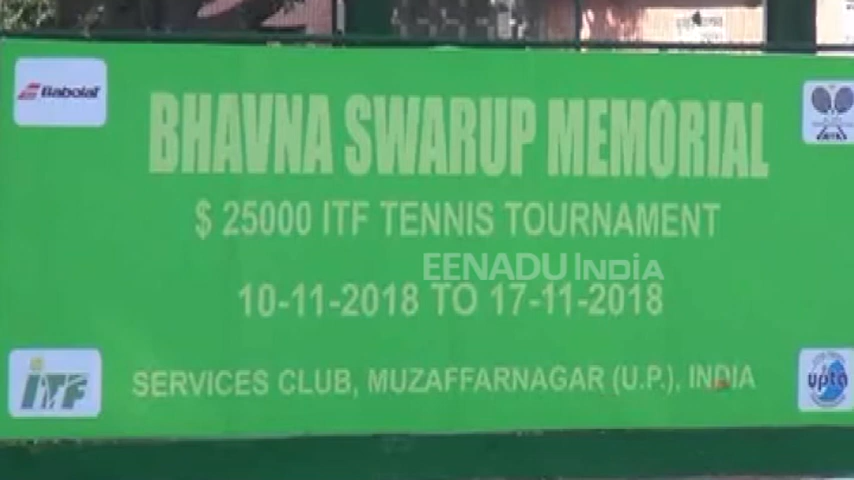 Babolat
BHAVNA SWARUP MEMORIAL
$ 25000 ITF TENNIS TOURNAMENT
EENADU INDIA
10-11-2018 TO 17-11-2018
ITF
SERVICES CLUB, MUZAFFARNAGAR (U.P.), INDIA
upta